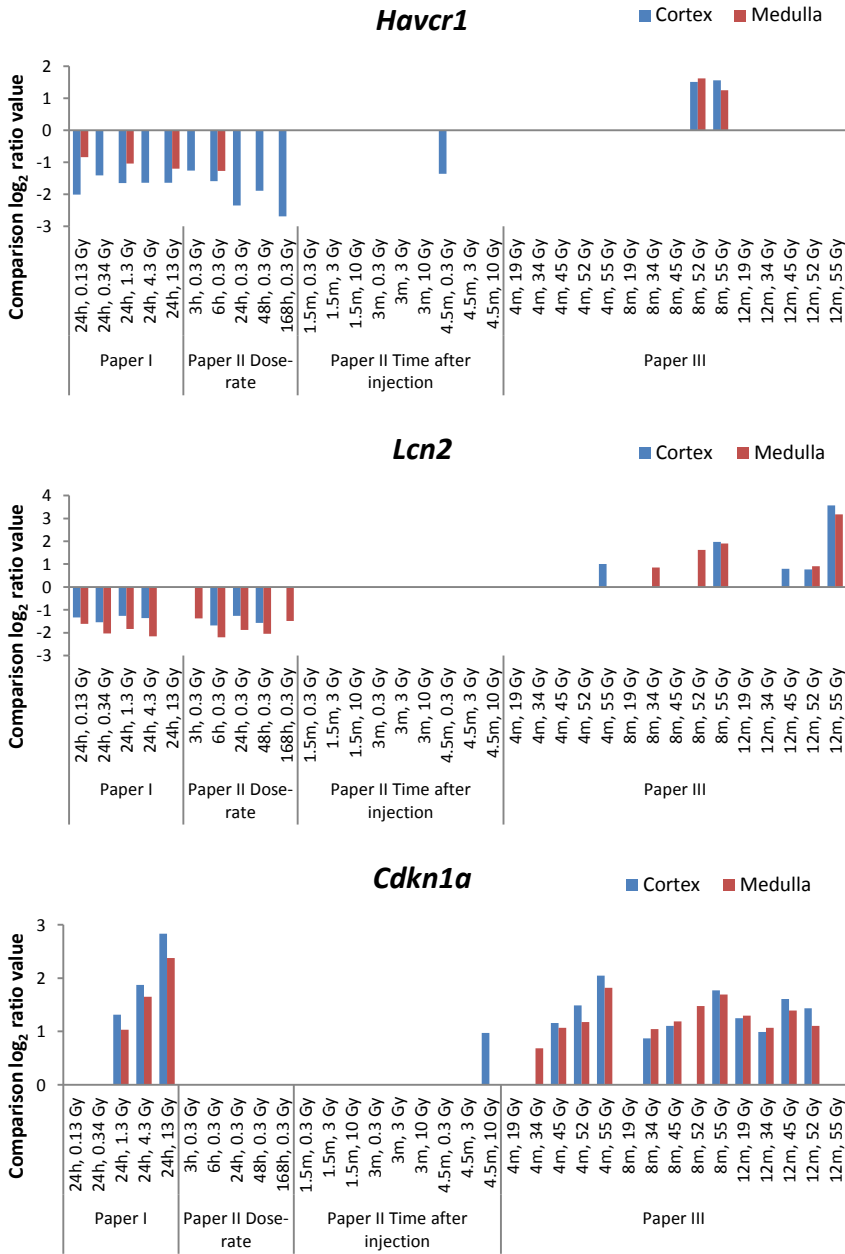 Havcr1
Cortex Medulla
Comparison log2 ratio value
2
1
0
-1
-2
-3
24h, 0.13 Gy
24h, 0.34 Gy
24h, 1.3 Gy
24h, 4.3 Gy
24h, 13 Gy
3h, 0.3 Gy
6h, 0.3 Gy
24h, 0.3 Gy
48h, 0.3 Gy
168h, 0.3 Gy
1.5m, 0.3 Gy
1.5m, 3 Gy
1.5m, 10 Gy
3m, 0.3 Gy
3m, 3 Gy
3m, 10 Gy
4.5m, 0.3 Gy
4.5m, 3 Gy
4.5m, 10 Gy
4m, 19 Gy
4m, 34 Gy
4m, 45 Gy
4m, 52 Gy
4m, 55 Gy
8m, 19 Gy
8m, 34 Gy
8m, 45 Gy
8m, 52 Gy
8m, 55 Gy
12m, 19 Gy
12m, 34 Gy
12m, 45 Gy
12m, 52 Gy
12m, 55 Gy
Paper I
Paper II Dose-
rate
Paper II Time after
injection
Paper III
Lcn2
Cortex Medulla
Comparison log2 ratio value
4
3
2
1
0
-1
-2
-3
24h, 0.13 Gy
24h, 0.34 Gy
24h, 1.3 Gy
24h, 4.3 Gy
24h, 13 Gy
3h, 0.3 Gy
6h, 0.3 Gy
24h, 0.3 Gy
48h, 0.3 Gy
168h, 0.3 Gy
1.5m, 0.3 Gy
1.5m, 3 Gy
1.5m, 10 Gy
3m, 0.3 Gy
3m, 3 Gy
3m, 10 Gy
4.5m, 0.3 Gy
4.5m, 3 Gy
4.5m, 10 Gy
4m, 19 Gy
4m, 34 Gy
4m, 45 Gy
4m, 52 Gy
4m, 55 Gy
8m, 19 Gy
8m, 34 Gy
8m, 45 Gy
8m, 52 Gy
8m, 55 Gy
12m, 19 Gy
12m, 34 Gy
12m, 45 Gy
12m, 52 Gy
12m, 55 Gy
Paper I
Paper II Dose-
rate
Paper II Time after
injection
Paper III
Cdkn1a
Cortex Medulla
Comparison log2 ratio value
3
2
1
0
24h, 0.13 Gy
24h, 0.34 Gy
24h, 1.3 Gy
24h, 4.3 Gy
24h, 13 Gy
3h, 0.3 Gy
6h, 0.3 Gy
24h, 0.3 Gy
48h, 0.3 Gy
168h, 0.3 Gy
1.5m, 0.3 Gy
1.5m, 3 Gy
1.5m, 10 Gy
3m, 0.3 Gy
3m, 3 Gy
3m, 10 Gy
4.5m, 0.3 Gy
4.5m, 3 Gy
4.5m, 10 Gy
4m, 19 Gy
4m, 34 Gy
4m, 45 Gy
4m, 52 Gy
4m, 55 Gy
8m, 19 Gy
8m, 34 Gy
8m, 45 Gy
8m, 52 Gy
8m, 55 Gy
12m, 19 Gy
12m, 34 Gy
12m, 45 Gy
12m, 52 Gy
12m, 55 Gy
Paper I
Paper II Dose-
rate
Paper II Time after
injection
Paper III